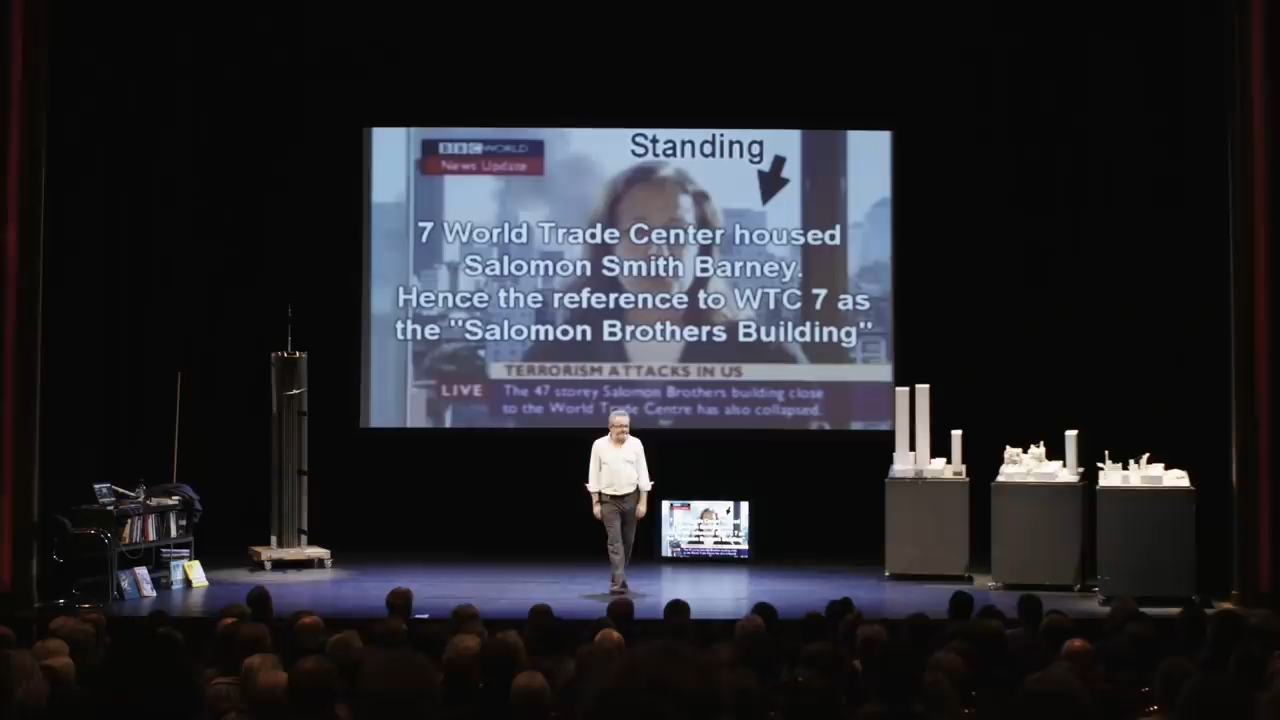 BBC WORLD
News Update
Standing
7 World Trade Center housed
Salomon Smith Barney.
Hence the reference to WTC 7 as
the "Salomon Brothers Building"
TERRORISM ATTACKS IN US
LIVE
The 47 storey Salomon Brothers building close
to the World Trade Centre has also collapsed.